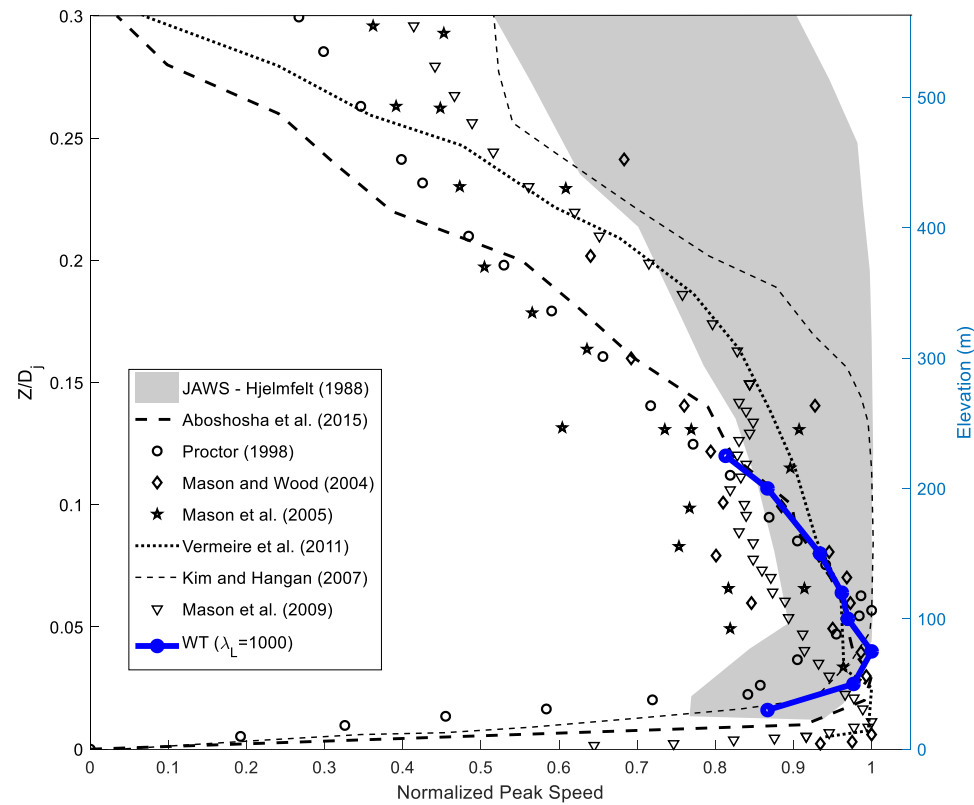 0.3
0.25
0.2
0.15
0.1
0.05
0
Z/Dj
500
400
300
200
100
0
Elevation (m)
JAWS - Hjelmfelt (1988)
Aboshosha et al. (2015)
Proctor (1998)
Mason and Wood (2004)
Mason et al. (2005)
Vermeire et al. (2011)
Kim and Hangan (2007)
Mason et al. (2009)
WT (λL=1000)
0 0.1 0.2 0.3 0.4 0.5 0.6 0.7 0.8 0.9 1
Normalized Peak Speed